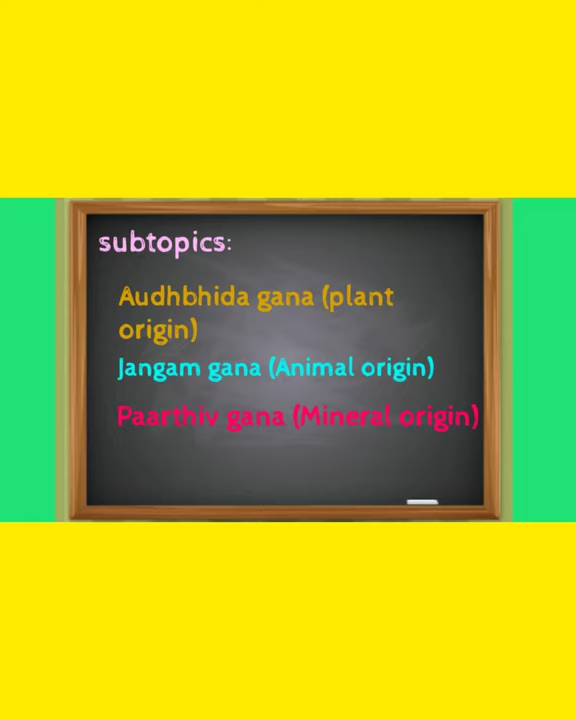 subtopics:
Audhbhida gana (plant
origin)
Jangam gana (Animal origin)
Paarthiv gana (Mineral origin)